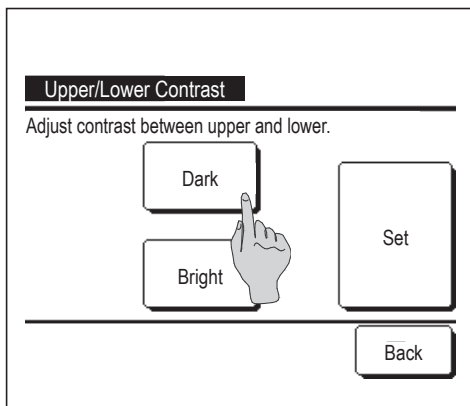 Upper/Lower Contrast
Adjust contrast between upper and lower.
Dark
Set
Bright
Back